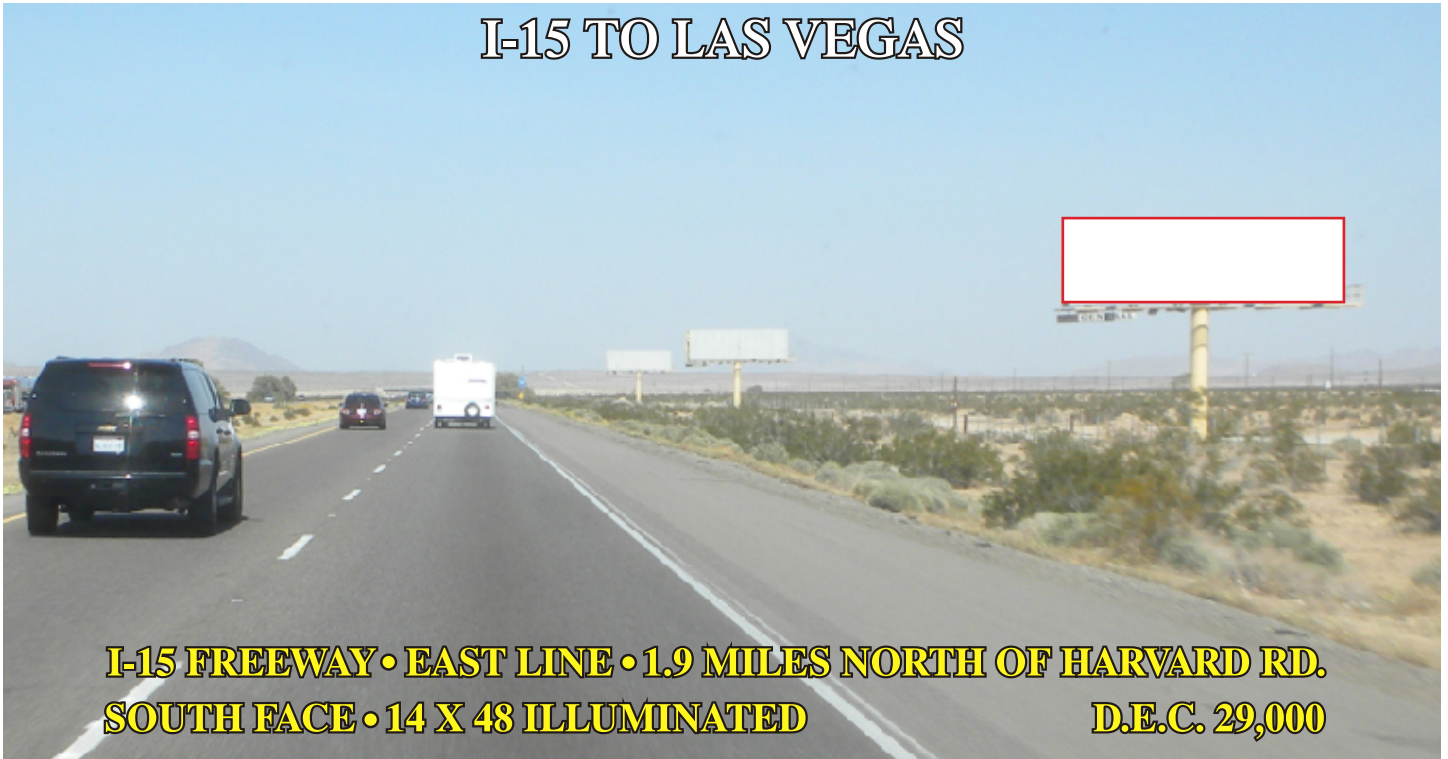 I-15 TO LAS VEGAS
I-15 FREEWAY • EAST LINE • 1.9 MILES NORTH OF HARVARD RD.
SOUTH FACE • 14 X 48 ILLUMINATED D.E.C. 29,000